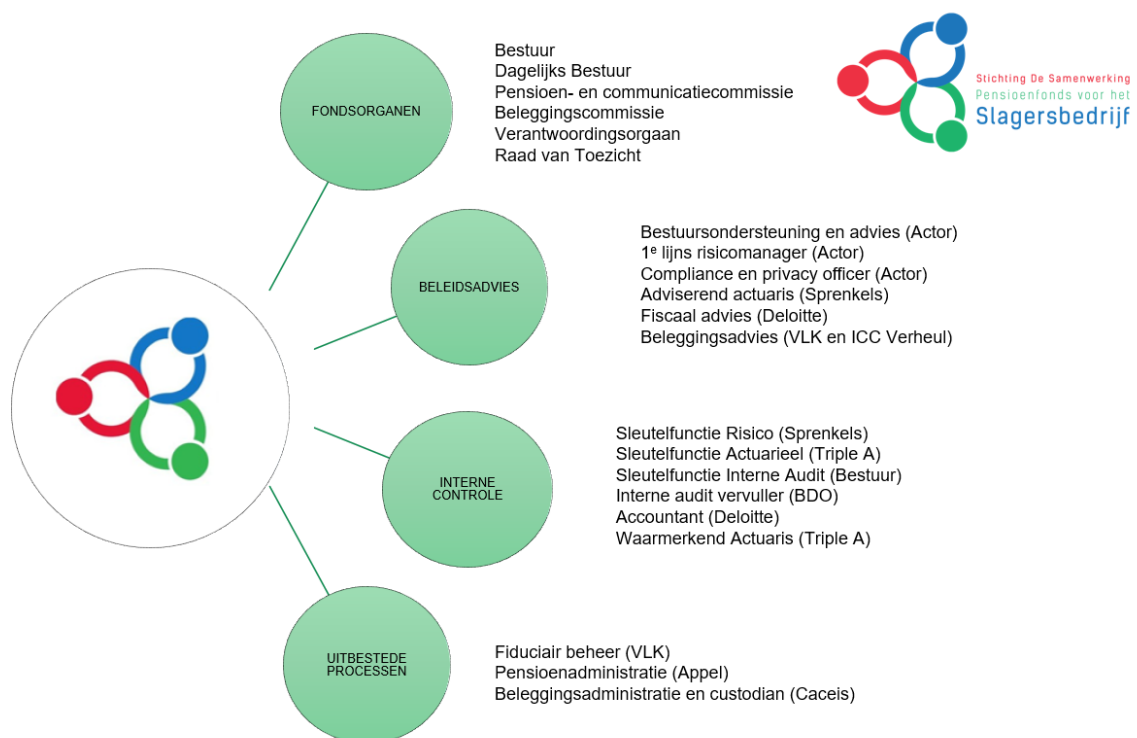 FONDSORGANEN
Bestuur
Dagelijks Bestuur
Pensioen- en communicatiecommissie
Beleggingscommissie
Verantwoordingsorgaan
Raad van Toezicht
Stichting De Samenwerking
Pensioenfonds voor het
Slagersbedrijf
BELEIDSADVIES
Bestuursondersteuning en advies (Actor)
1e lijns risicomanager (Actor)
Compliance en privacy officer (Actor)
Adviserend actuaris (Sprenkels)
Fiscaal advies (Deloitte)
Beleggingsadvies (VLK en ICC Verheul)
INTERNE
CONTROLE
Sleutelfunctie Risico (Sprenkels)
Sleutelfunctie Actuarieel (Triple A)
Sleutelfunctie Interne Audit (Bestuur)
Interne audit vervuller (BDO)
Accountant (Deloitte)
Waarmerkend Actuaris (Triple A)
UITBESTEDE
PROCESSEN
Fiduciair beheer (VLK)
Pensioenadministratie (Appel)
Beleggingsadministratie en custodian (Caceis)